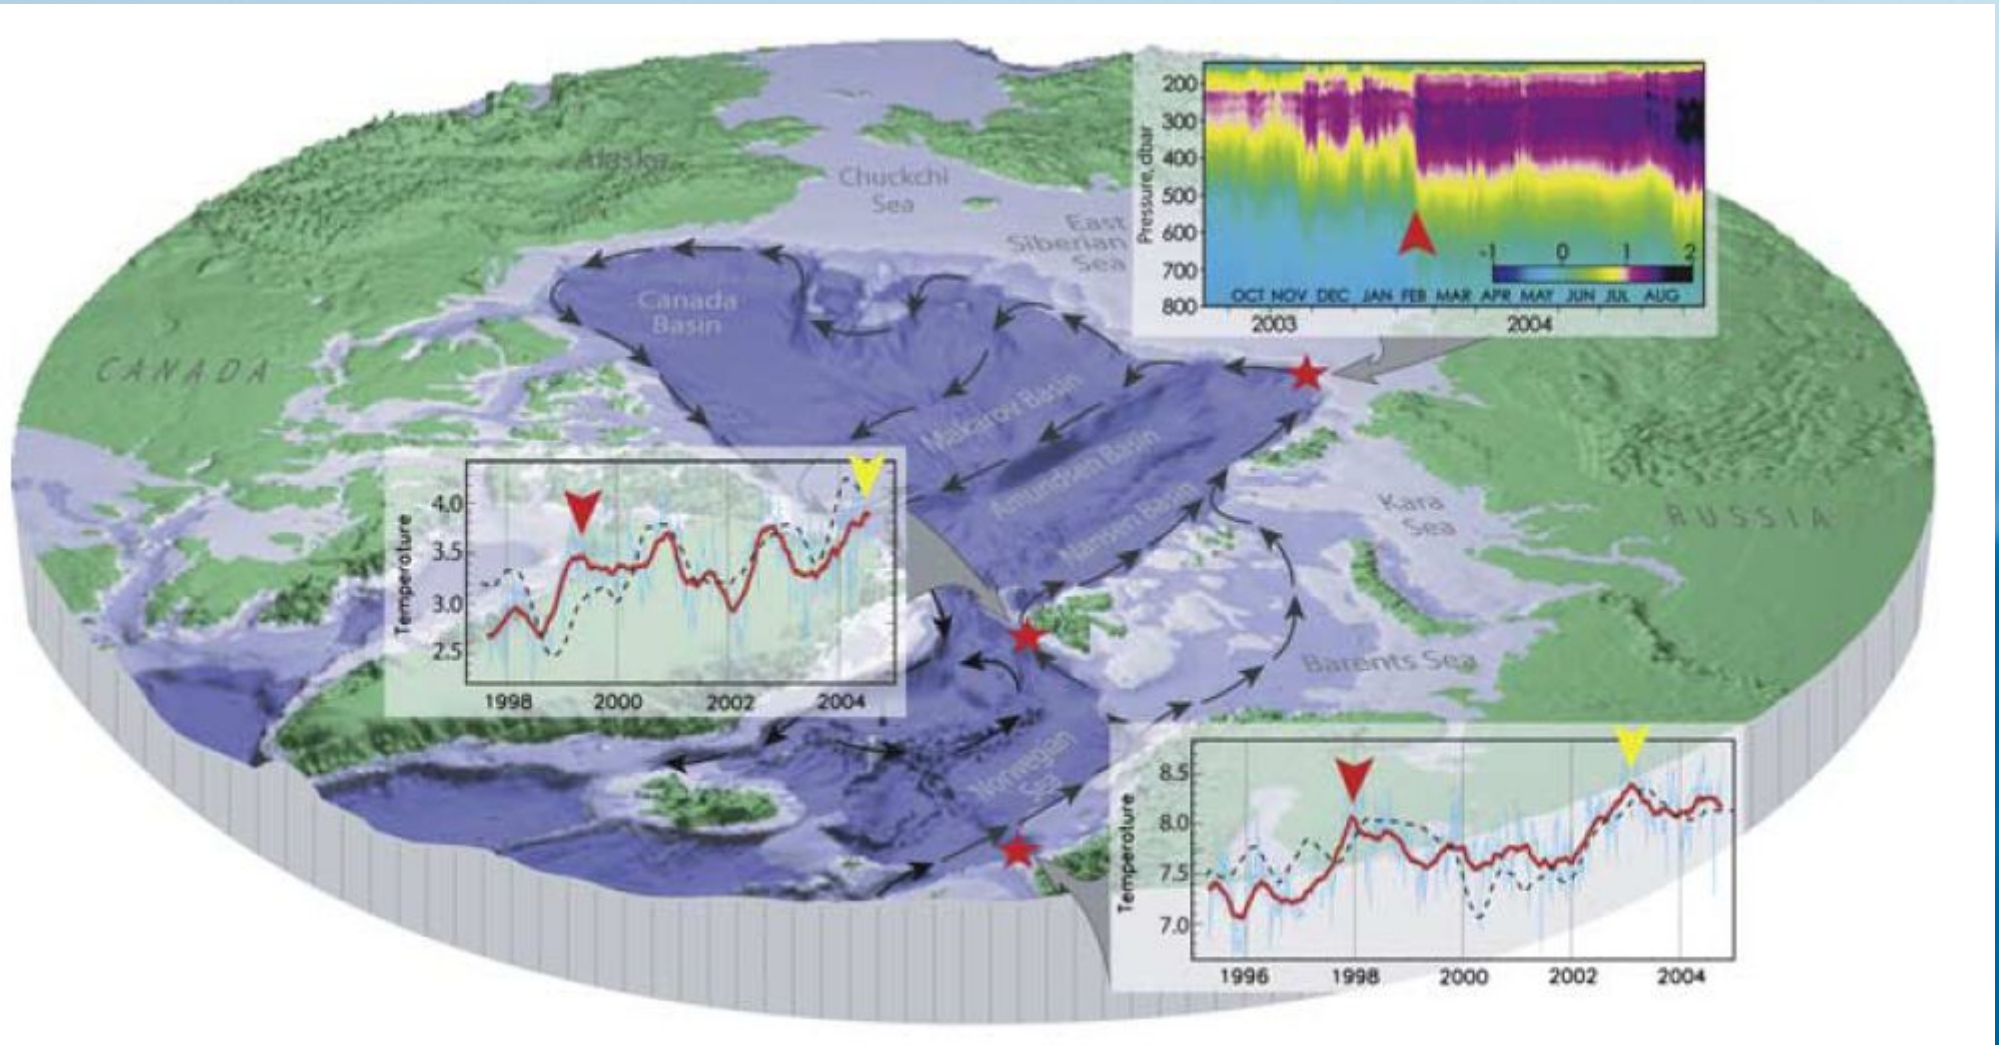 Alaska
Chuckchi
Sea
East
Siberian
Sea
Canada
Basin
CANADA
Makarov Basin
Amundsen Basin
Nansen Basin
Kara
Sea
RUSSIA
Barents Sea
Norwegian
Sea
Pressure, dbar
200
300
400
500
600
700
800
-1 0 1 2
OCT NOV DEC JAN FEB MAR APR MAY JUN JUL AUG
2003 2004
Temperature
4.0
3.5
3.0
2.5
1998 2000 2002 2004
Temperature
8.5
8.0
7.5
7.0
1996 1998 2000 2002 2004